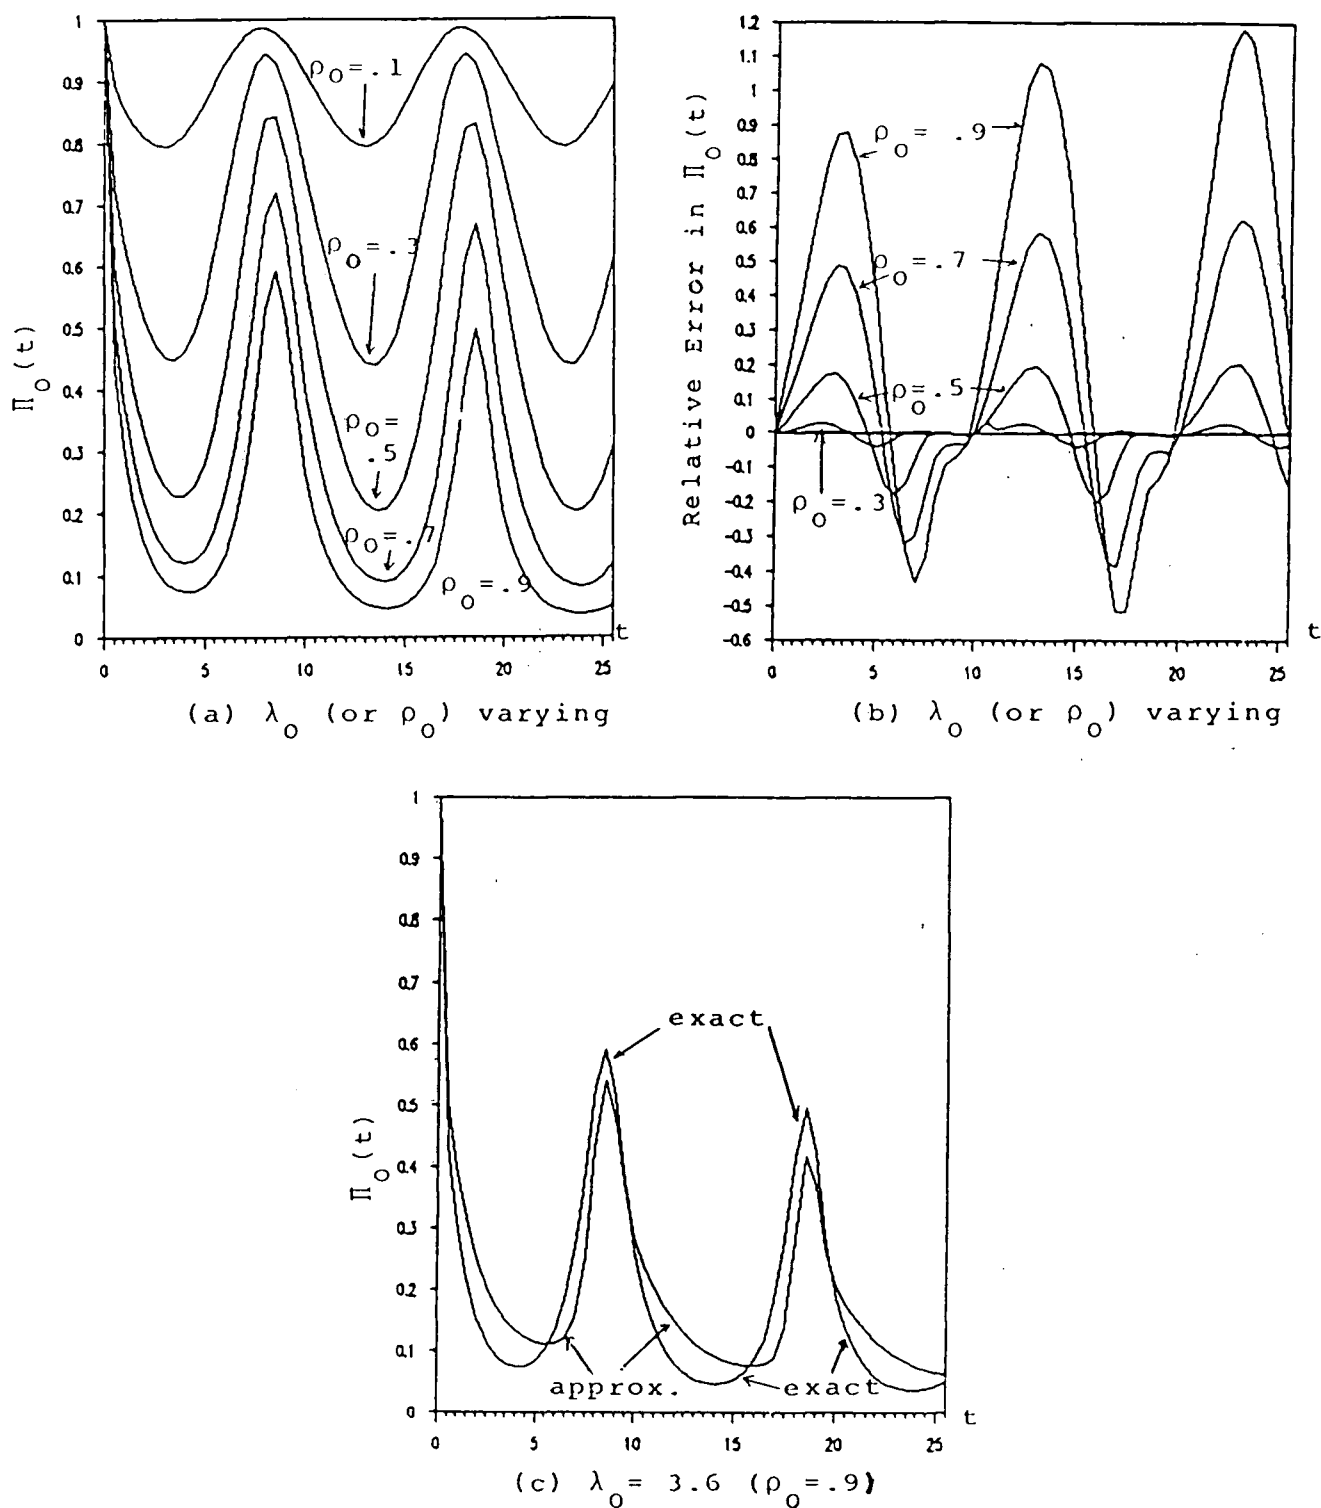 1
0.9
0.8
0.7
0.6
0.5
0.4
0.3
0.2
0.1
0
Π₀(t)
ρ₀=.1
ρ₀=.3
ρ₀=
.5
ρ₀=.7
ρ₀=.9
0 5 10 15 20 25
t
(a) λ₀ (or ρ₀) varying
1.2
1.1
1
0.9
0.8
0.7
0.6
0.5
0.4
0.3
0.2
0.1
0
-0.1
-0.2
-0.3
-0.4
-0.5
-0.6
Relative Error in Π₀(t)
ρ₀= .9
ρ₀=.7
ρ₀=.5
ρ₀=.3
0 5 10 15 20 25
t
(b) λ₀ (or ρ₀) varying
1
0.9
0.8
0.7
0.6
0.5
0.4
0.3
0.2
0.1
0
Π₀(t)
exact
approx.
exact
0 5 10 15 20 25
t
(c) λ₀= 3.6 (ρ₀=.9)